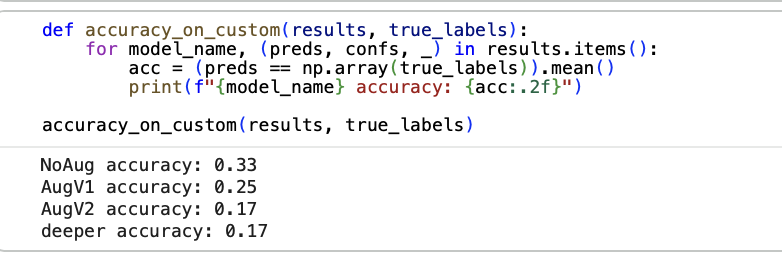 def accuracy_on_custom(results, true_labels):
    for model_name, (preds, confs, _) in results.items():
        acc = (preds == np.array(true_labels)).mean()
        print(f"{model_name} accuracy: {acc:.2f}")
accuracy_on_custom(results, true_labels)
NoAug accuracy: 0.33
AugV1 accuracy: 0.25
AugV2 accuracy: 0.17
deeper accuracy: 0.17